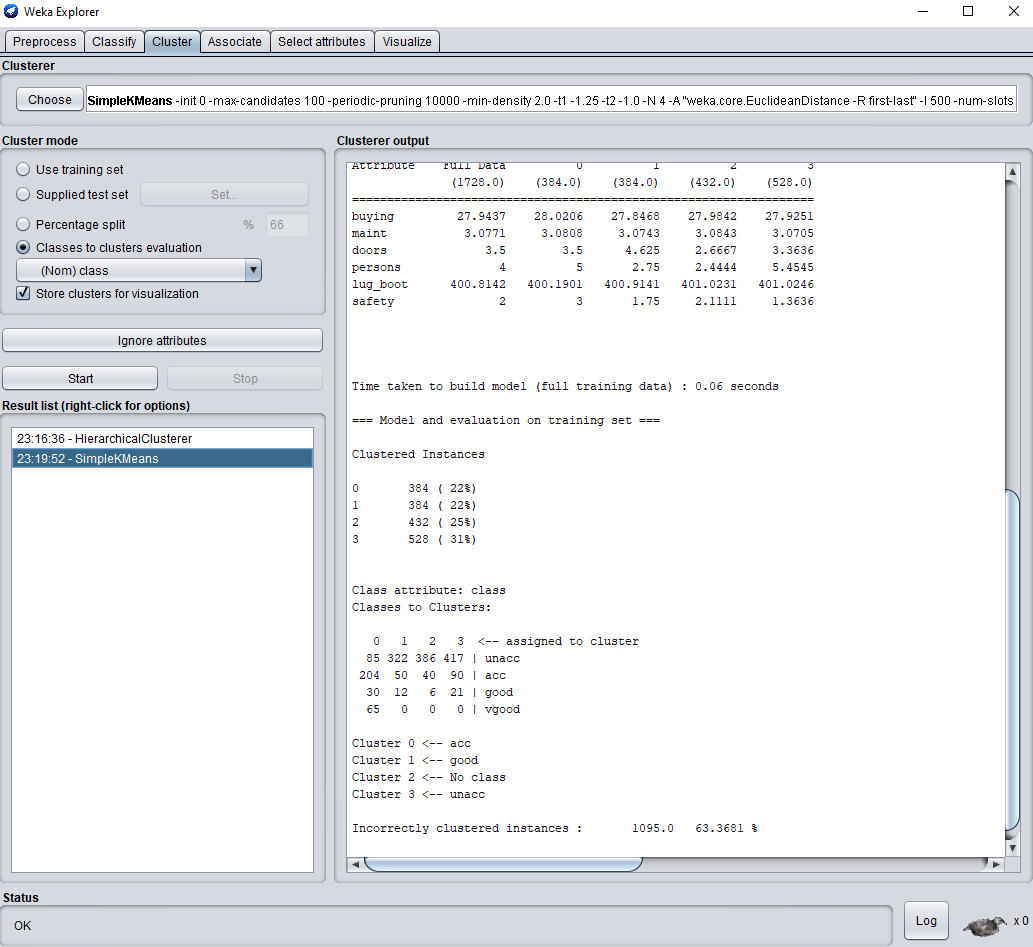 Weka Explorer
Preprocess Classify Cluster Associate Select attributes Visualize
Clusterer
Choose SimpleKMeans -init 0 -max-candidates 100 -periodic-pruning 10000 -min-density 2.0 -t1 -1.25 -t2 -1.0 -N 4 -A "weka.core.EuclideanDistance -R first-last" -I 500 -num-slots
Cluster mode
Use training set
Supplied test set Set...
Percentage split % 66
Classes to clusters evaluation
(Nom) class
Store clusters for visualization
Ignore attributes
Start Stop
Result list (right-click for options)
23:16:36 - HierarchicalClusterer
23:19:52 - SimpleKMeans
Clusterer output
Attribute Full Data 0 1 2 3
(1728.0) (384.0) (384.0) (432.0) (528.0)
==================================================================
buying 27.9437 28.0206 27.8468 27.9842 27.9251
maint 3.0771 3.0808 3.0743 3.0843 3.0705
doors 3.5 3.5 4.625 2.6667 3.3636
persons 4 5 2.75 2.4444 5.4545
lug_boot 400.8142 400.1901 400.9141 401.0231 401.0246
safety 2 3 1.75 2.1111 1.3636
Time taken to build model (full training data) : 0.06 seconds
=== Model and evaluation on training set ===
Clustered Instances
0 384 ( 22%)
1 384 ( 22%)
2 432 ( 25%)
3 528 ( 31%)
Class attribute: class
Classes to Clusters:
0 1 2 3 <-- assigned to cluster
85 322 386 417 | unacc
204 50 40 90 | acc
30 12 6 21 | good
65 0 0 0 | vgood
Cluster 0 <-- acc
Cluster 1 <-- good
Cluster 2 <-- No class
Cluster 3 <-- unacc
Incorrectly clustered instances : 1095.0 63.3681 %
Status
OK
Log
x 0